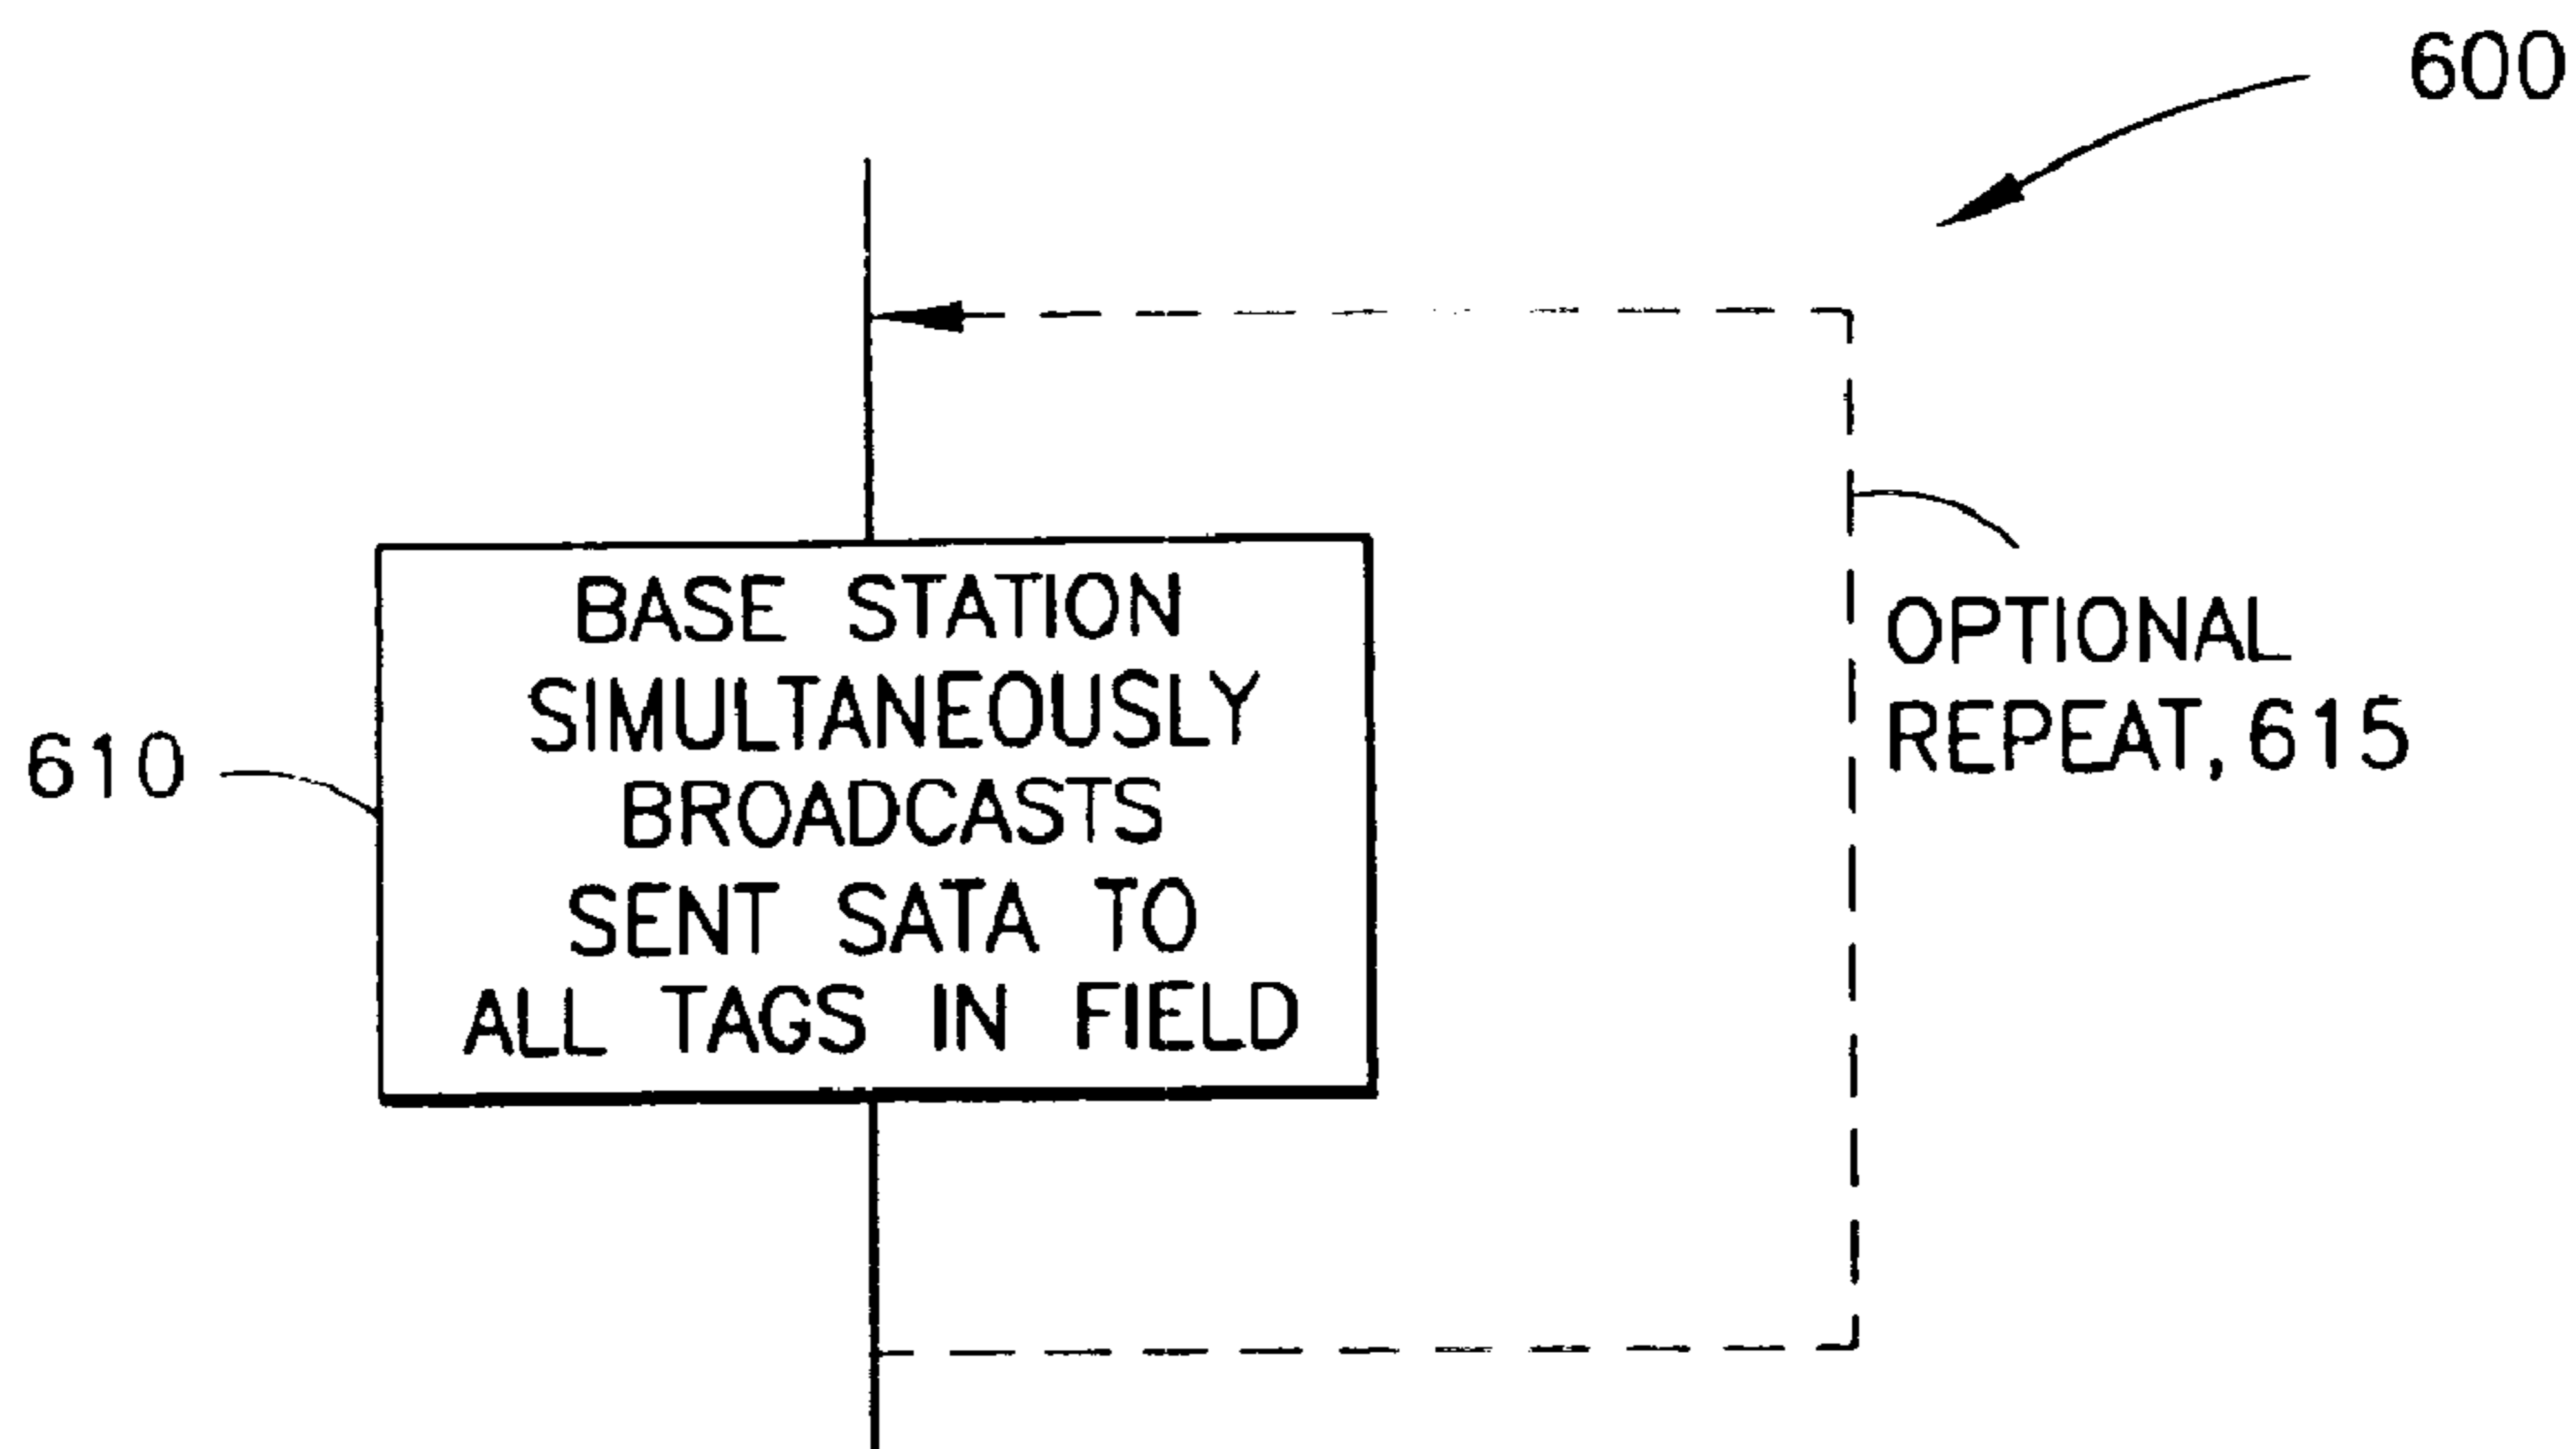 600
BASE STATION
SIMULTANEOUSLY
BROADCASTS
SENT SATA TO
ALL TAGS IN FIELD
610
OPTIONAL
REPEAT, 615